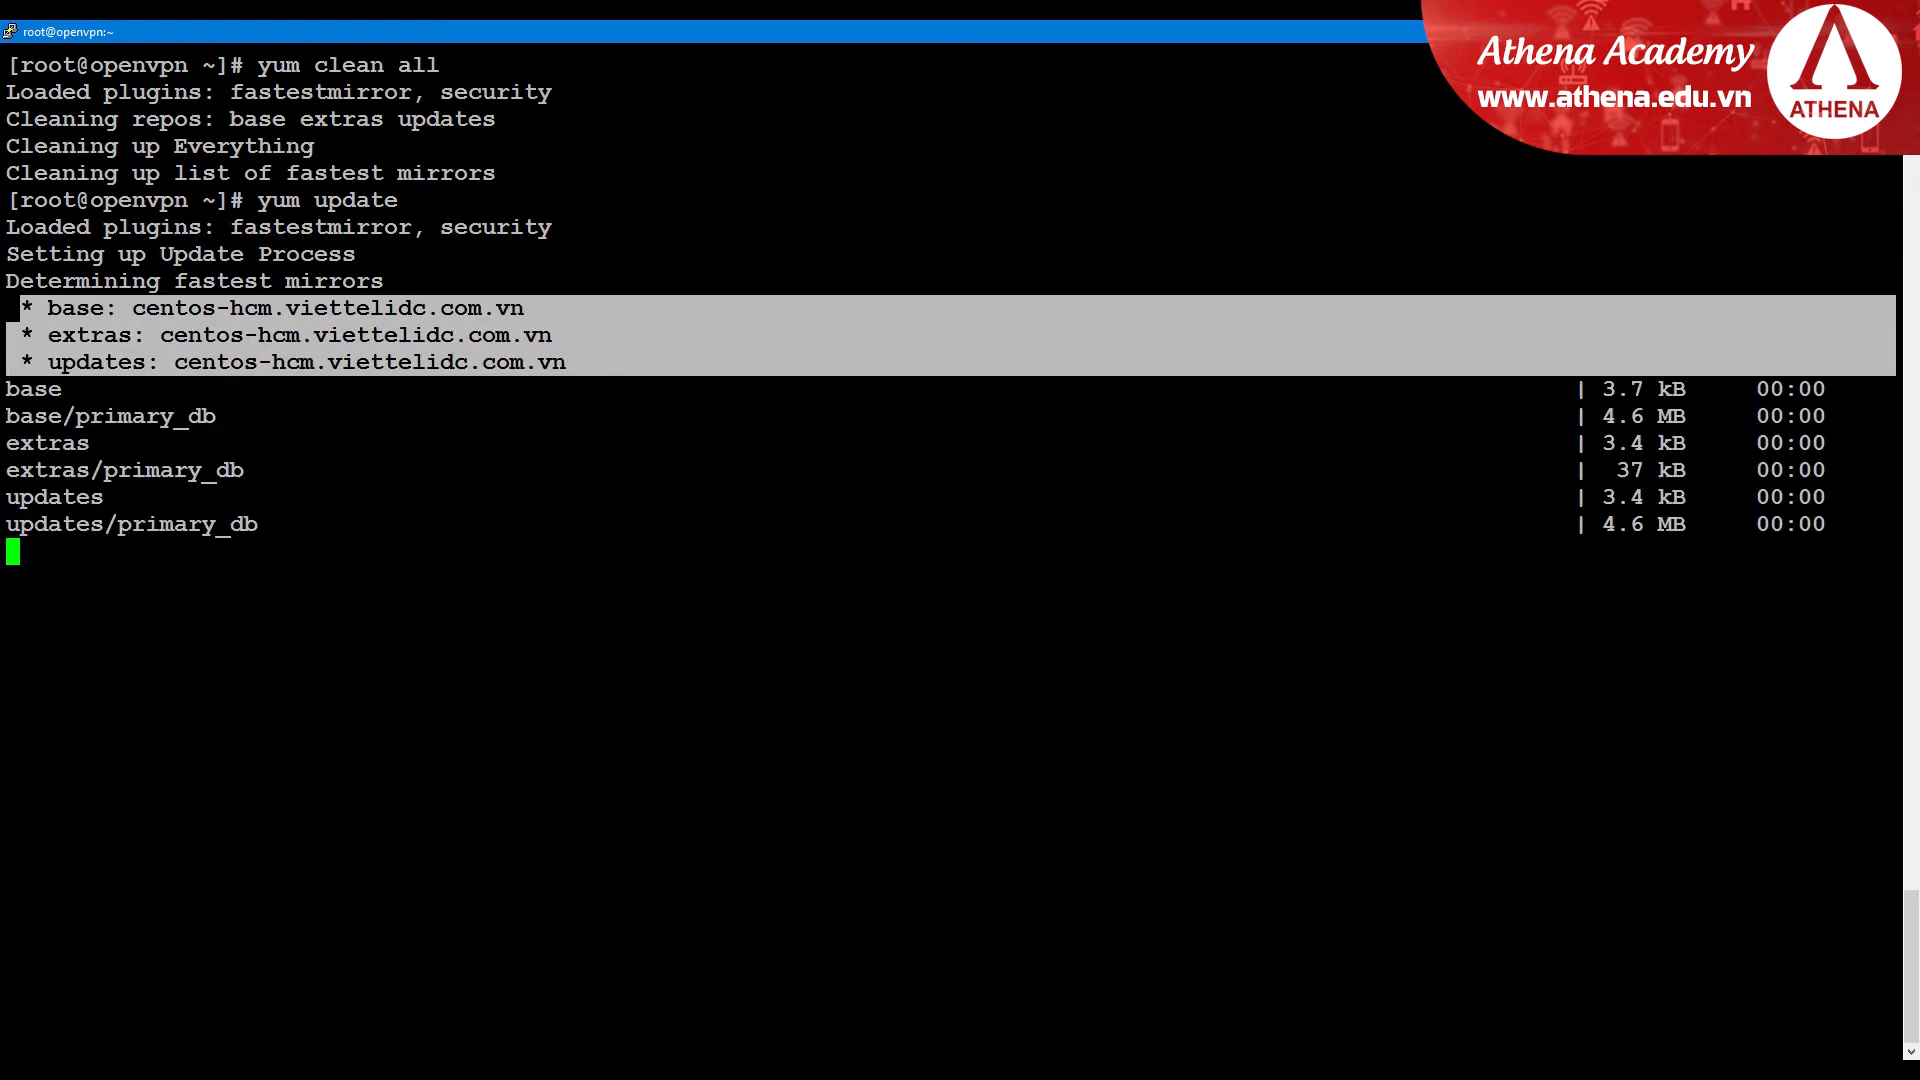 root@openvpn:~
Athena Academy
www.athena.edu.vn
ATHENA
[root@openvpn ~]# yum clean all
Loaded plugins: fastestmirror, security
Cleaning repos: base extras updates
Cleaning up Everything
Cleaning up list of fastest mirrors
[root@openvpn ~]# yum update
Loaded plugins: fastestmirror, security
Setting up Update Process
Determining fastest mirrors
* base: centos-hcm.viettelidc.com.vn
* extras: centos-hcm.viettelidc.com.vn
* updates: centos-hcm.viettelidc.com.vn
base | 3.7 kB 00:00
base/primary_db | 4.6 MB 00:00
extras | 3.4 kB 00:00
extras/primary_db | 37 kB 00:00
updates | 3.4 kB 00:00
updates/primary_db | 4.6 MB 00:00